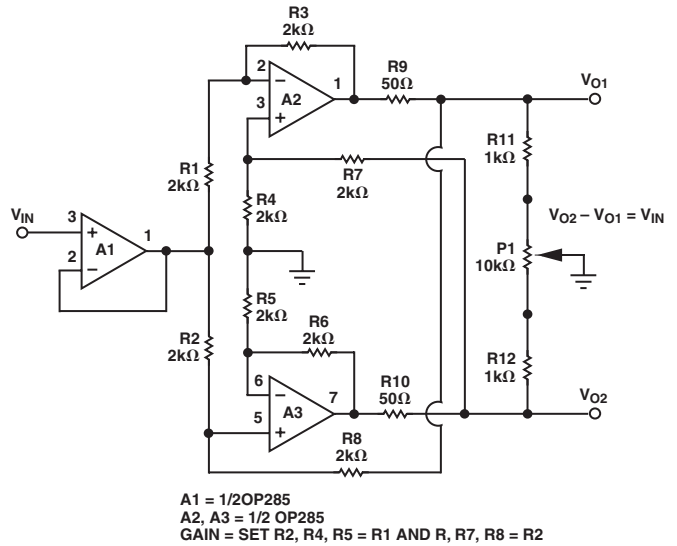 R3
2kΩ
2
−
A2
1
3
+
R9
50Ω
VO1
R11
1kΩ
R7
2kΩ
R1
2kΩ
R4
2kΩ
VIN
3
+
A1
1
2
−
VO2 – VO1 = VIN
P1
10kΩ
R5
2kΩ
R2
2kΩ
R6
2kΩ
R12
1kΩ
6
−
A3
7
5
+
R10
50Ω
VO2
R8
2kΩ
A1 = 1/2OP285
A2, A3 = 1/2 OP285
GAIN = SET R2, R4, R5 = R1 AND R, R7, R8 = R2